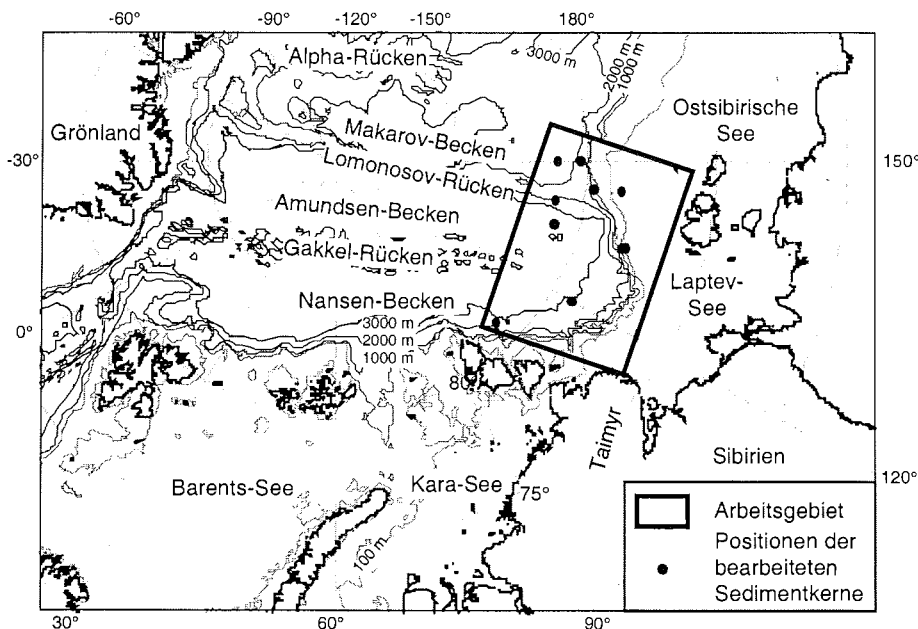 -60°
-90°
-120°
-150°
180°
Alpha-Rücken
3000 m
2000 m
1000 m
Ostsibirische
See
Grönland
Makarov-Becken
-30°
150°
Lomonosov-Rücken
Amundsen-Becken
Gakkel-Rücken
Laptev-
See
Nansen-Becken
0°
3000 m
2000 m
1000 m
Taimyr
Sibirien
Barents-See
Kara-See
75°
120°
100 m
Arbeitsgebiet
Positionen der
bearbeiteten
Sedimentkerne
30°
60°
90°